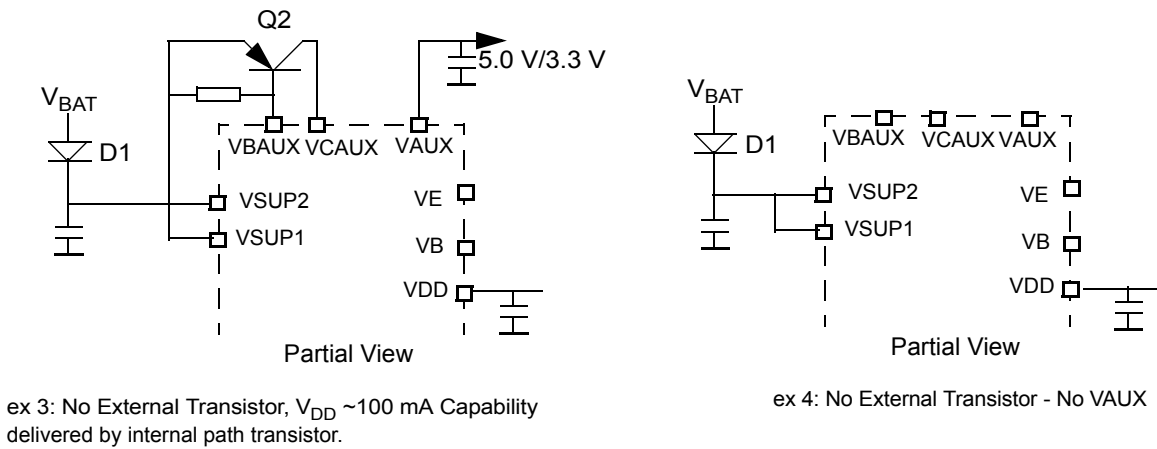 Q2
5.0 V/3.3 V
VBAT
D1
VBAUX VCAUX VAUX
VSUP2
VE
VSUP1
VB
VDD
Partial View
ex 3: No External Transistor, VDD ~100 mA Capability
delivered by internal path transistor.
VBAT
D1
VBAUX VCAUX VAUX
VSUP2
VE
VSUP1
VB
VDD
Partial View
ex 4: No External Transistor - No VAUX